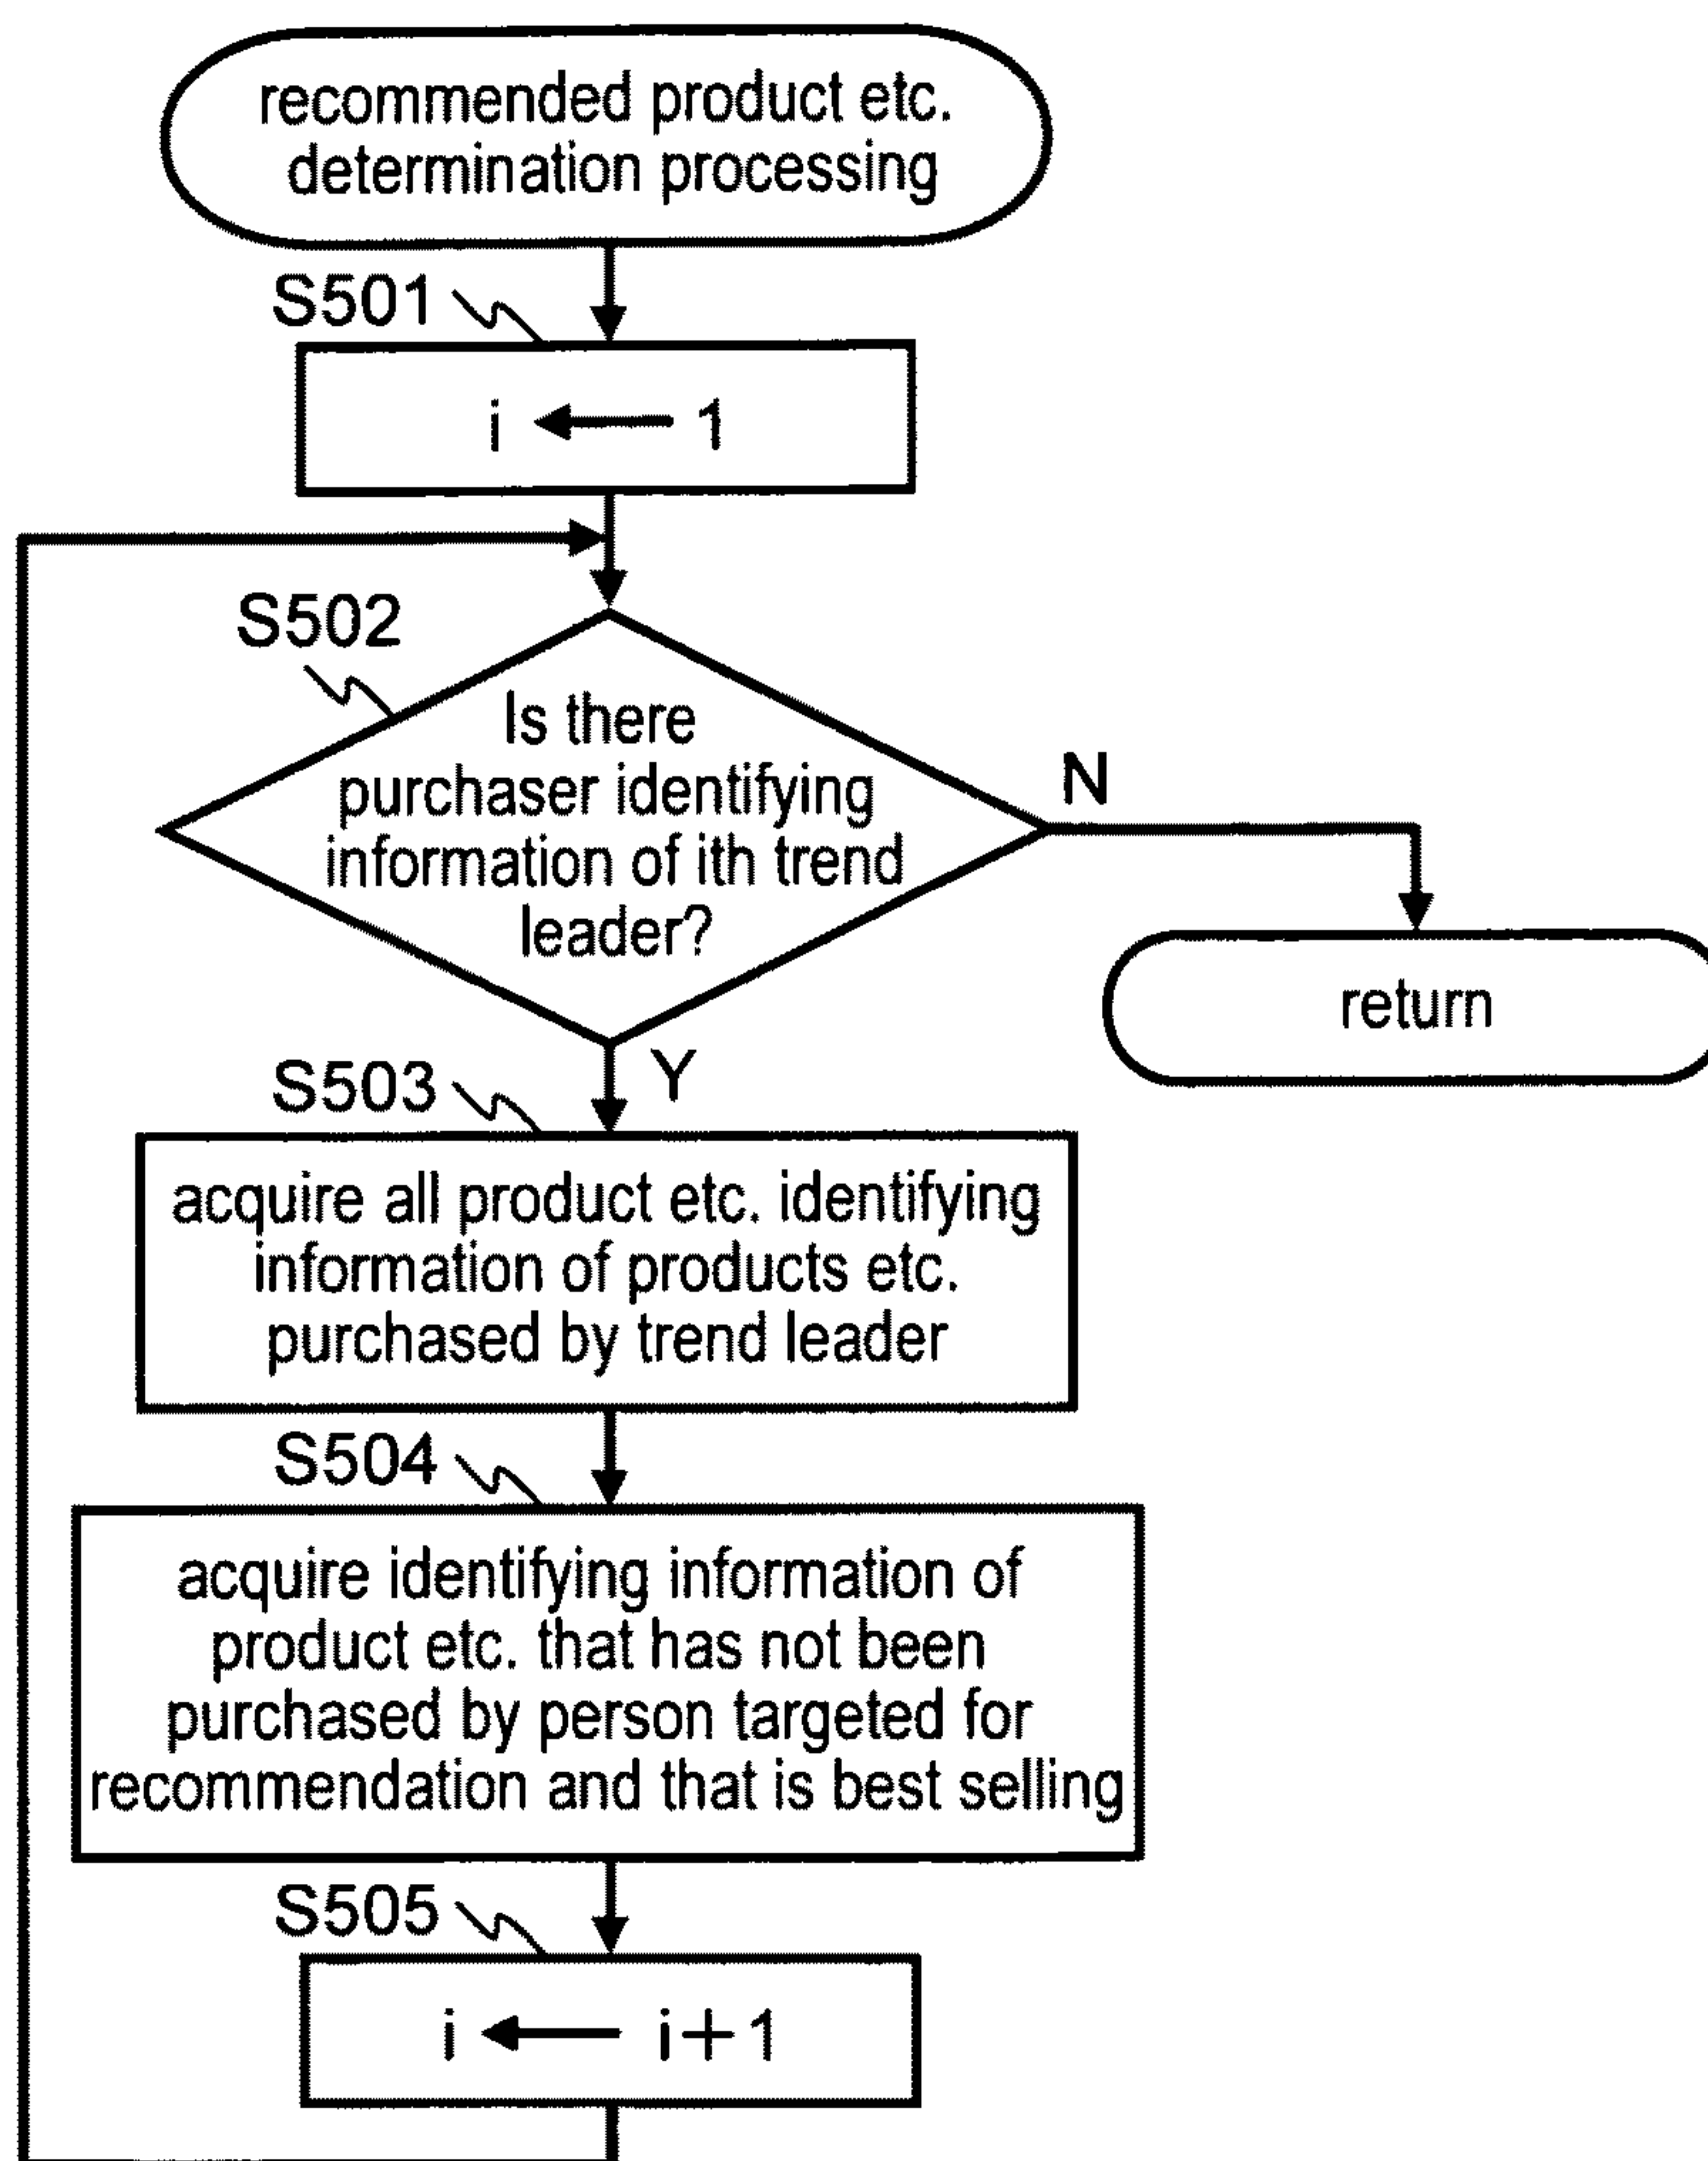 recommended product etc.
determination processing
S501
i ← 1
S502
Is there
purchaser identifying
information of ith trend
leader?
N
return
Y
S503
acquire all product etc. identifying
information of products etc.
purchased by trend leader
S504
acquire identifying information of
product etc. that has not been
purchased by person targeted for
recommendation and that is best selling
S505
i ← i+1